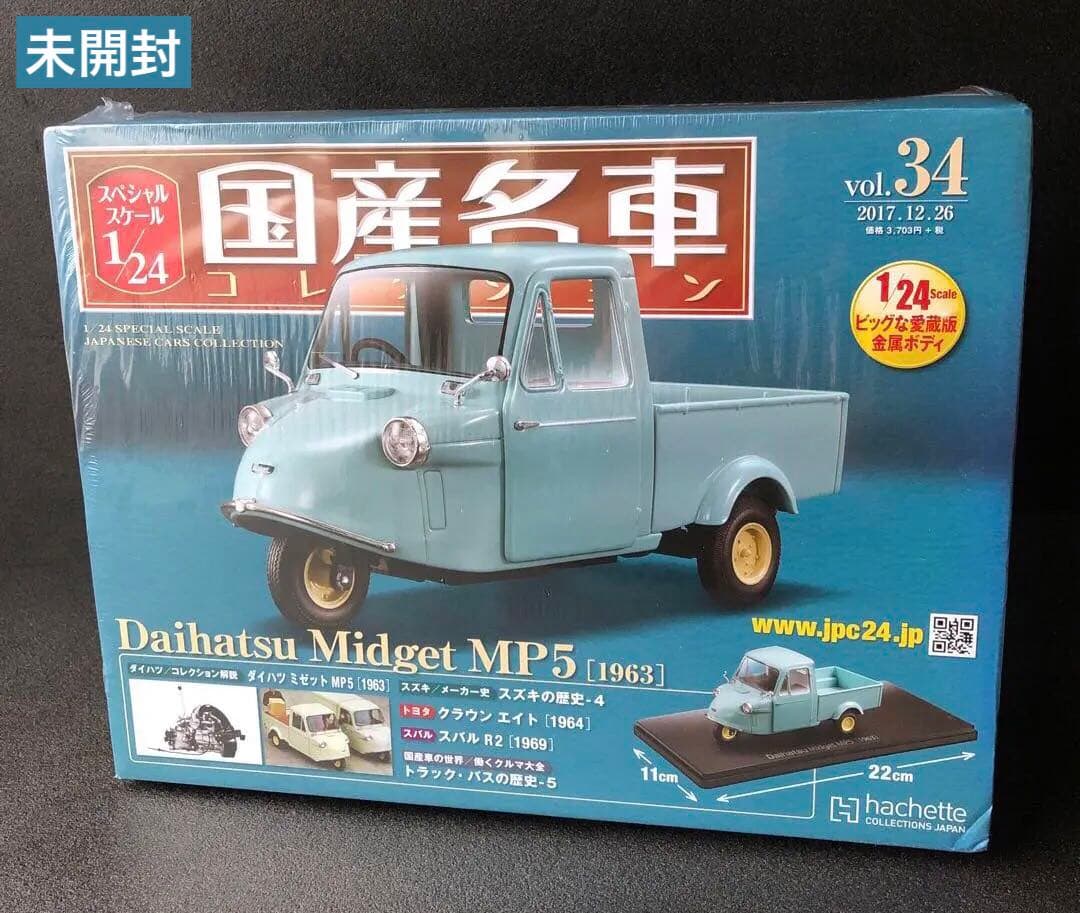 未開封
スペシャル
スケール
1/24
国産名車
コレクション
1/24 SPECIAL SCALE
JAPANESE CARS COLLECTION
vol.34
2017.12.26
価格 3,703円+税
1/24 Scale
ビッグな愛蔵版
金属ボディ
Daihatsu Midget MP5 [1963]
www.jpc24.jp
ダイハツ/コレクション解説 ダイハツ ミゼット MP5 [1963]
スズキ/メーカー史 スズキの歴史-4
トヨタ クラウン エイト [1964]
スバル スバル R2 [1969]
国産車の世界/働くクルマ大全
トラック・バスの歴史-5
Daihatsu Midget MP5 [1963]
11cm
22cm
hachette
COLLECTIONS JAPAN